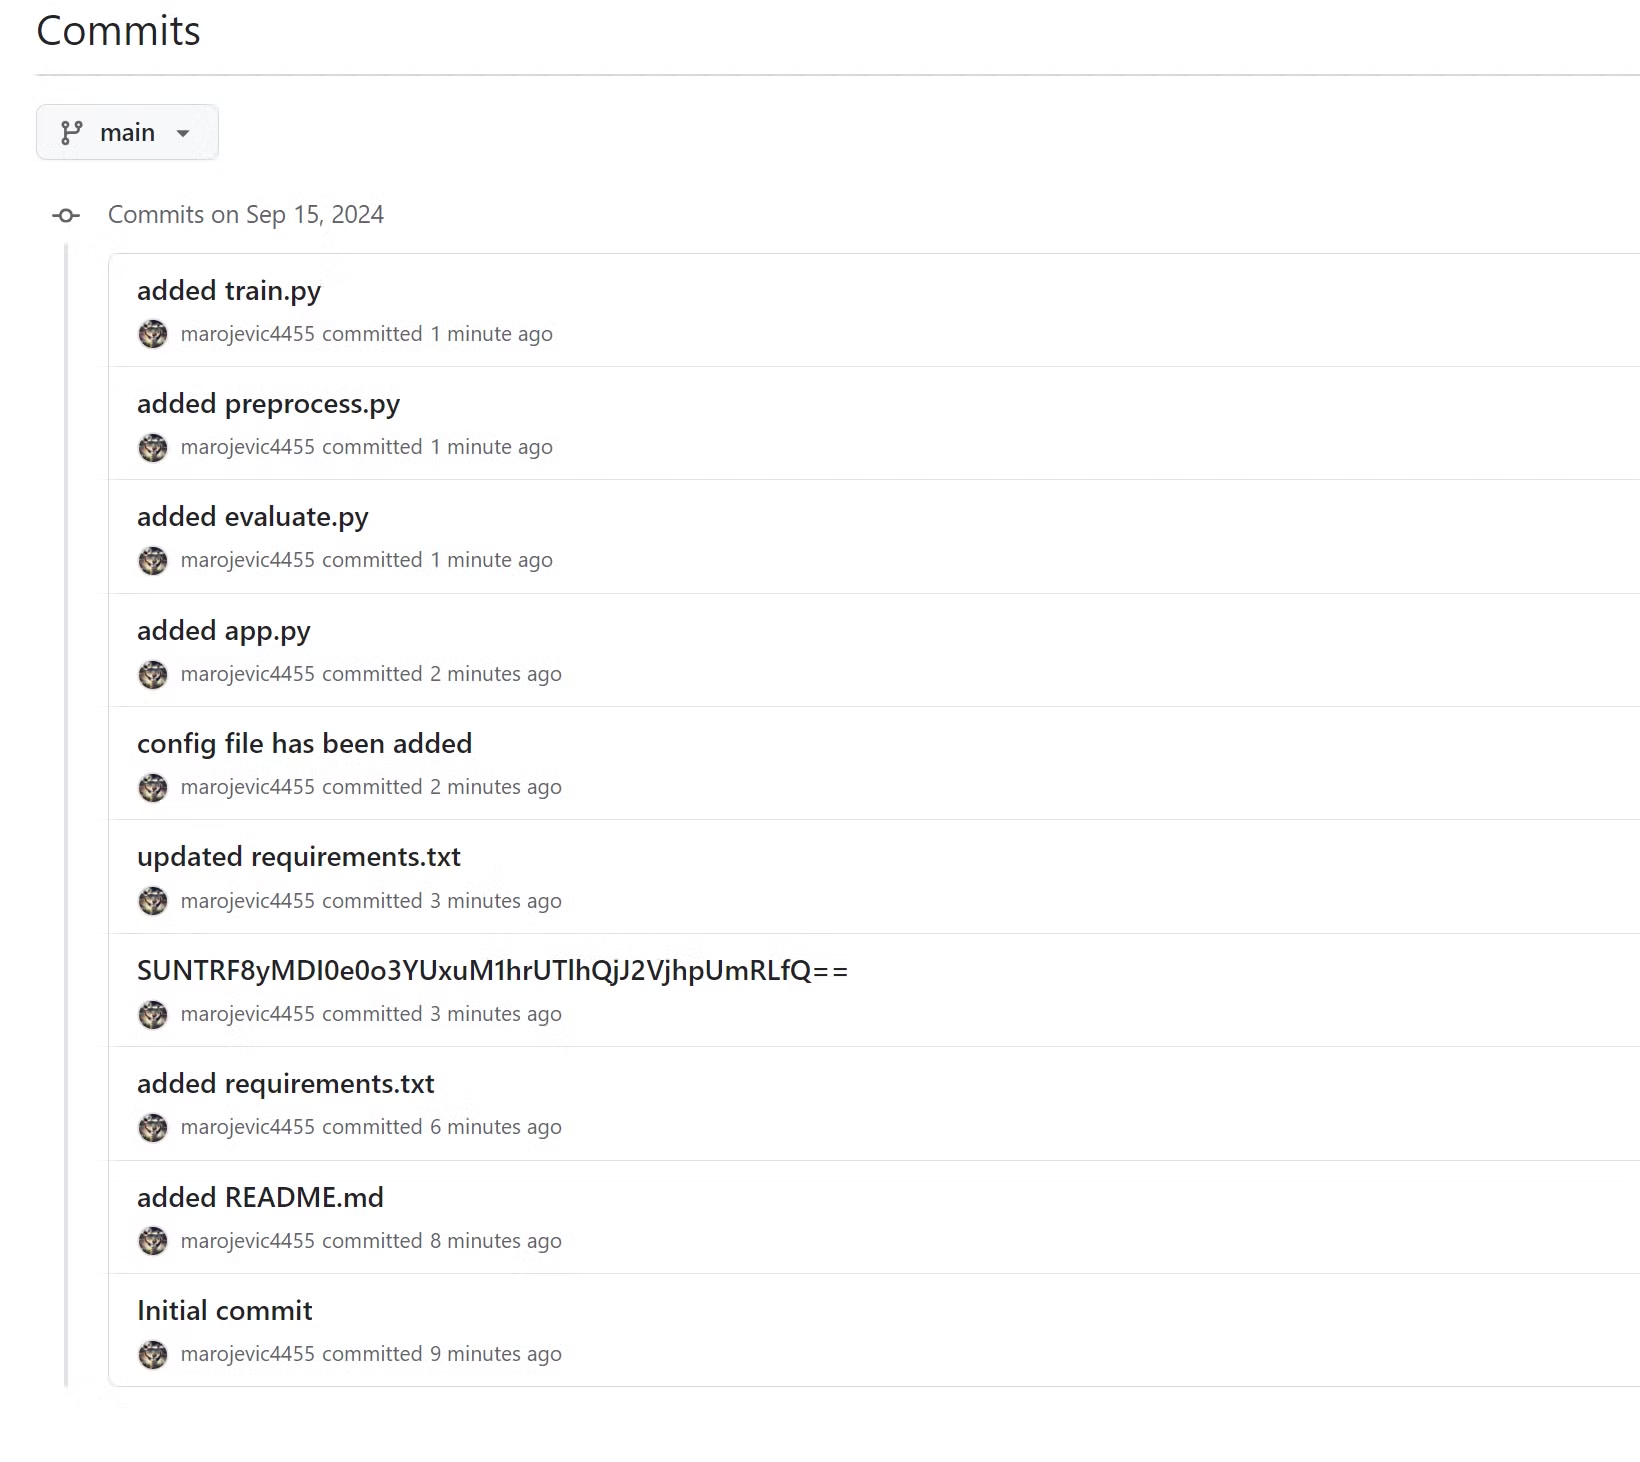 Commits
main
Commits on Sep 15, 2024
added train.py
marojevic4455 committed 1 minute ago
added preprocess.py
marojevic4455 committed 1 minute ago
added evaluate.py
marojevic4455 committed 1 minute ago
added app.py
marojevic4455 committed 2 minutes ago
config file has been added
marojevic4455 committed 2 minutes ago
updated requirements.txt
marojevic4455 committed 3 minutes ago
SUNTRF8yMDI0e0o3YUxuM1hrUTlhQjJ2VjhpUmRLfQ==
marojevic4455 committed 3 minutes ago
added requirements.txt
marojevic4455 committed 6 minutes ago
added README.md
marojevic4455 committed 8 minutes ago
Initial commit
marojevic4455 committed 9 minutes ago